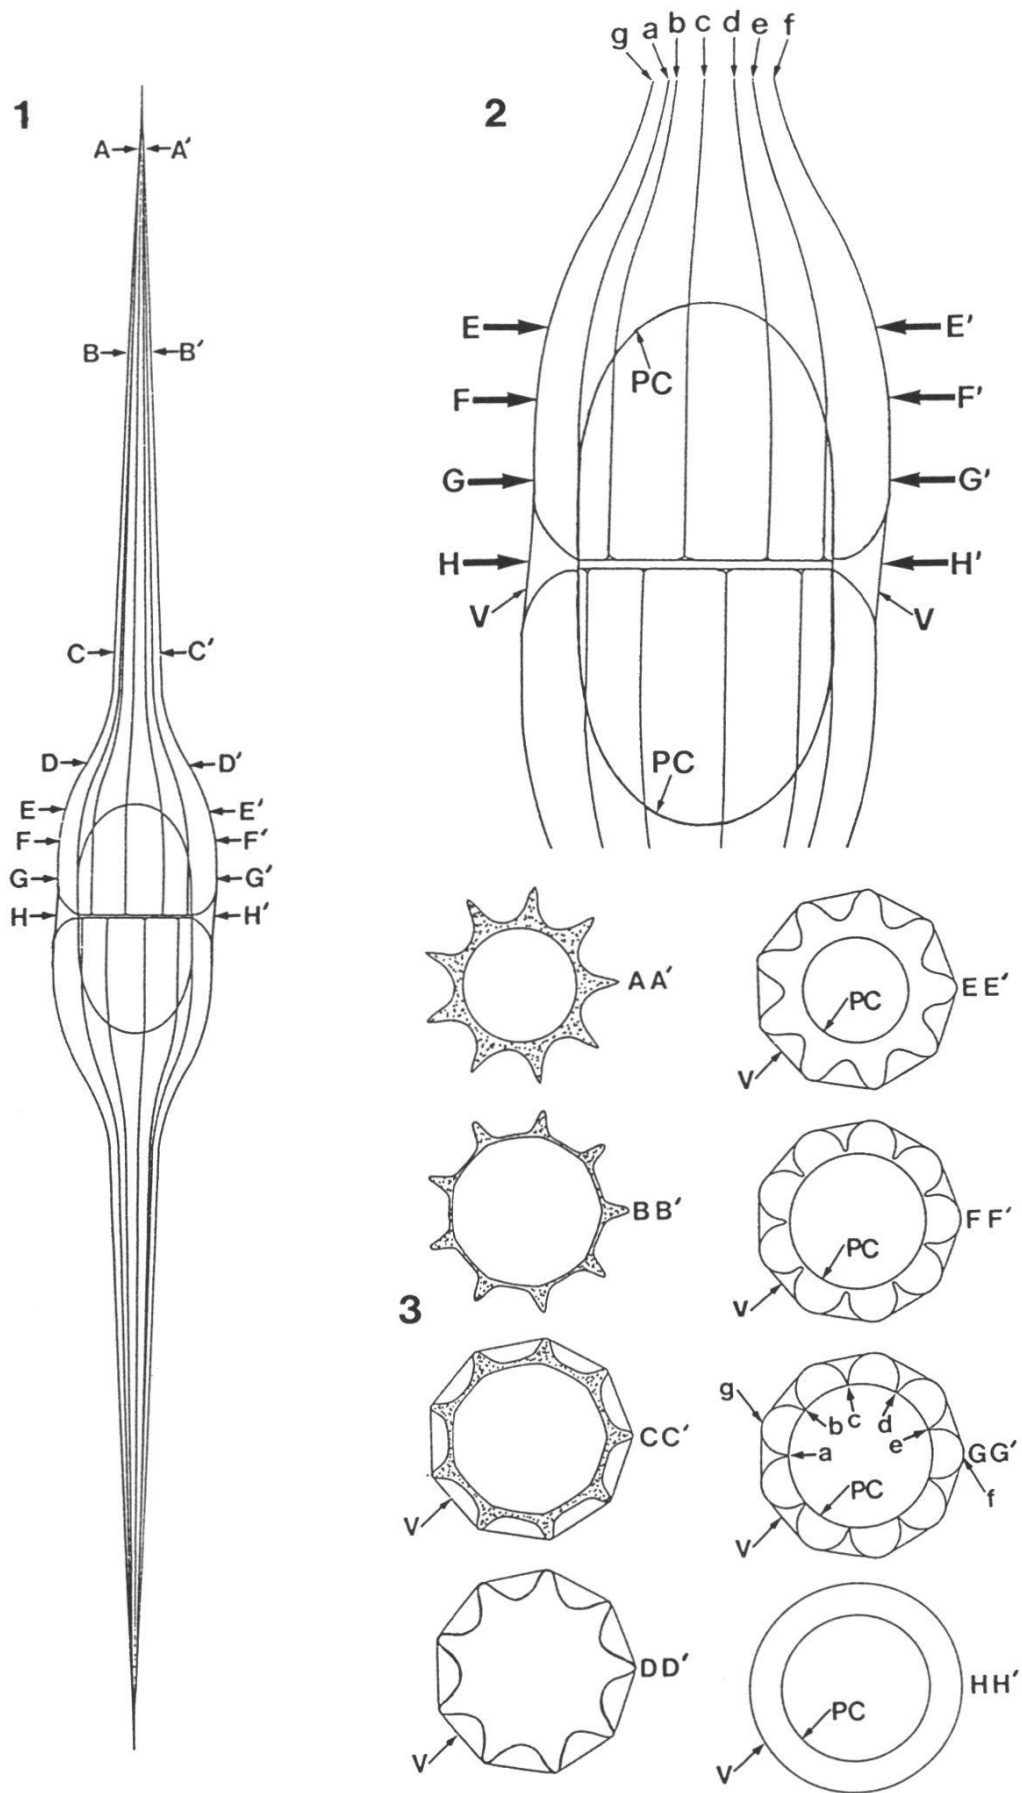 1
A A′
B B′
C C′
D D′
E E′
F F′
G G′
H H′
2
g a b c d e f
E E′
PC
F F′
G G′
H H′
V V
PC
3
AA′
BB′
CC′
V
DD′
V
EE′
PC
V
FF′
PC
V
g
c
d
b
e
a
GG′
f
PC
V
HH′
PC
V